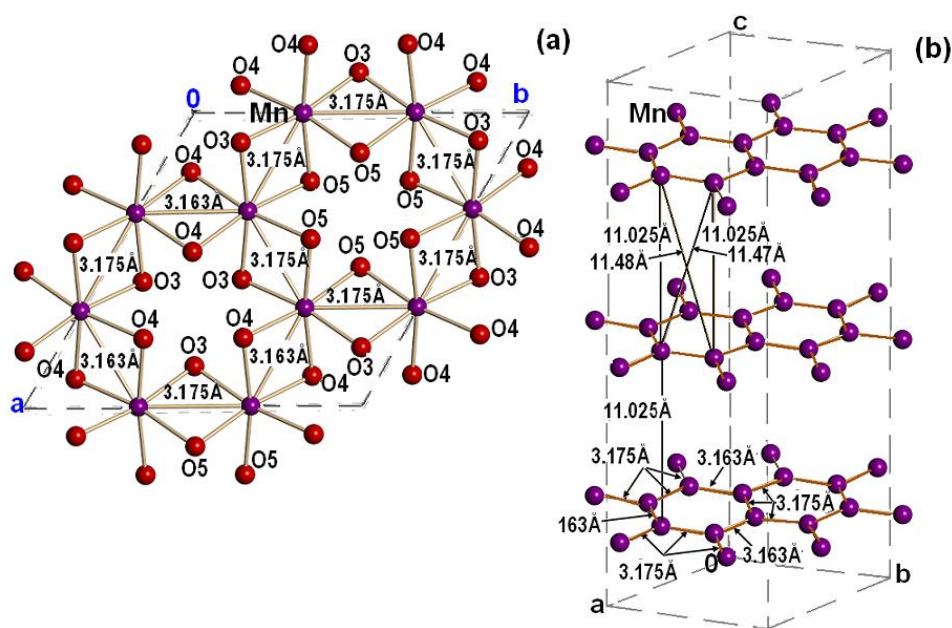 (a)
O4
O3
O4
O4
O4
0
Mn
3.175Å
b
O3
3.175Å
O5
3.175Å
O3
O4
O4
O5
O5
O4
3.163Å
O5
O5
O5
O4
O4
3.175Å
O3
O3
3.175Å
3.175Å
3.175Å
O4
O4
O4
3.163Å
O3
3.163Å
O3
O4
O4
O4
a
3.175Å
O5
O5
(b)
c
Mn
11.025Å
11.025Å
11.48Å
11.47Å
11.025Å
3.175Å
3.163Å
3.175Å
163Å
3.163Å
3.175Å
0
a
b